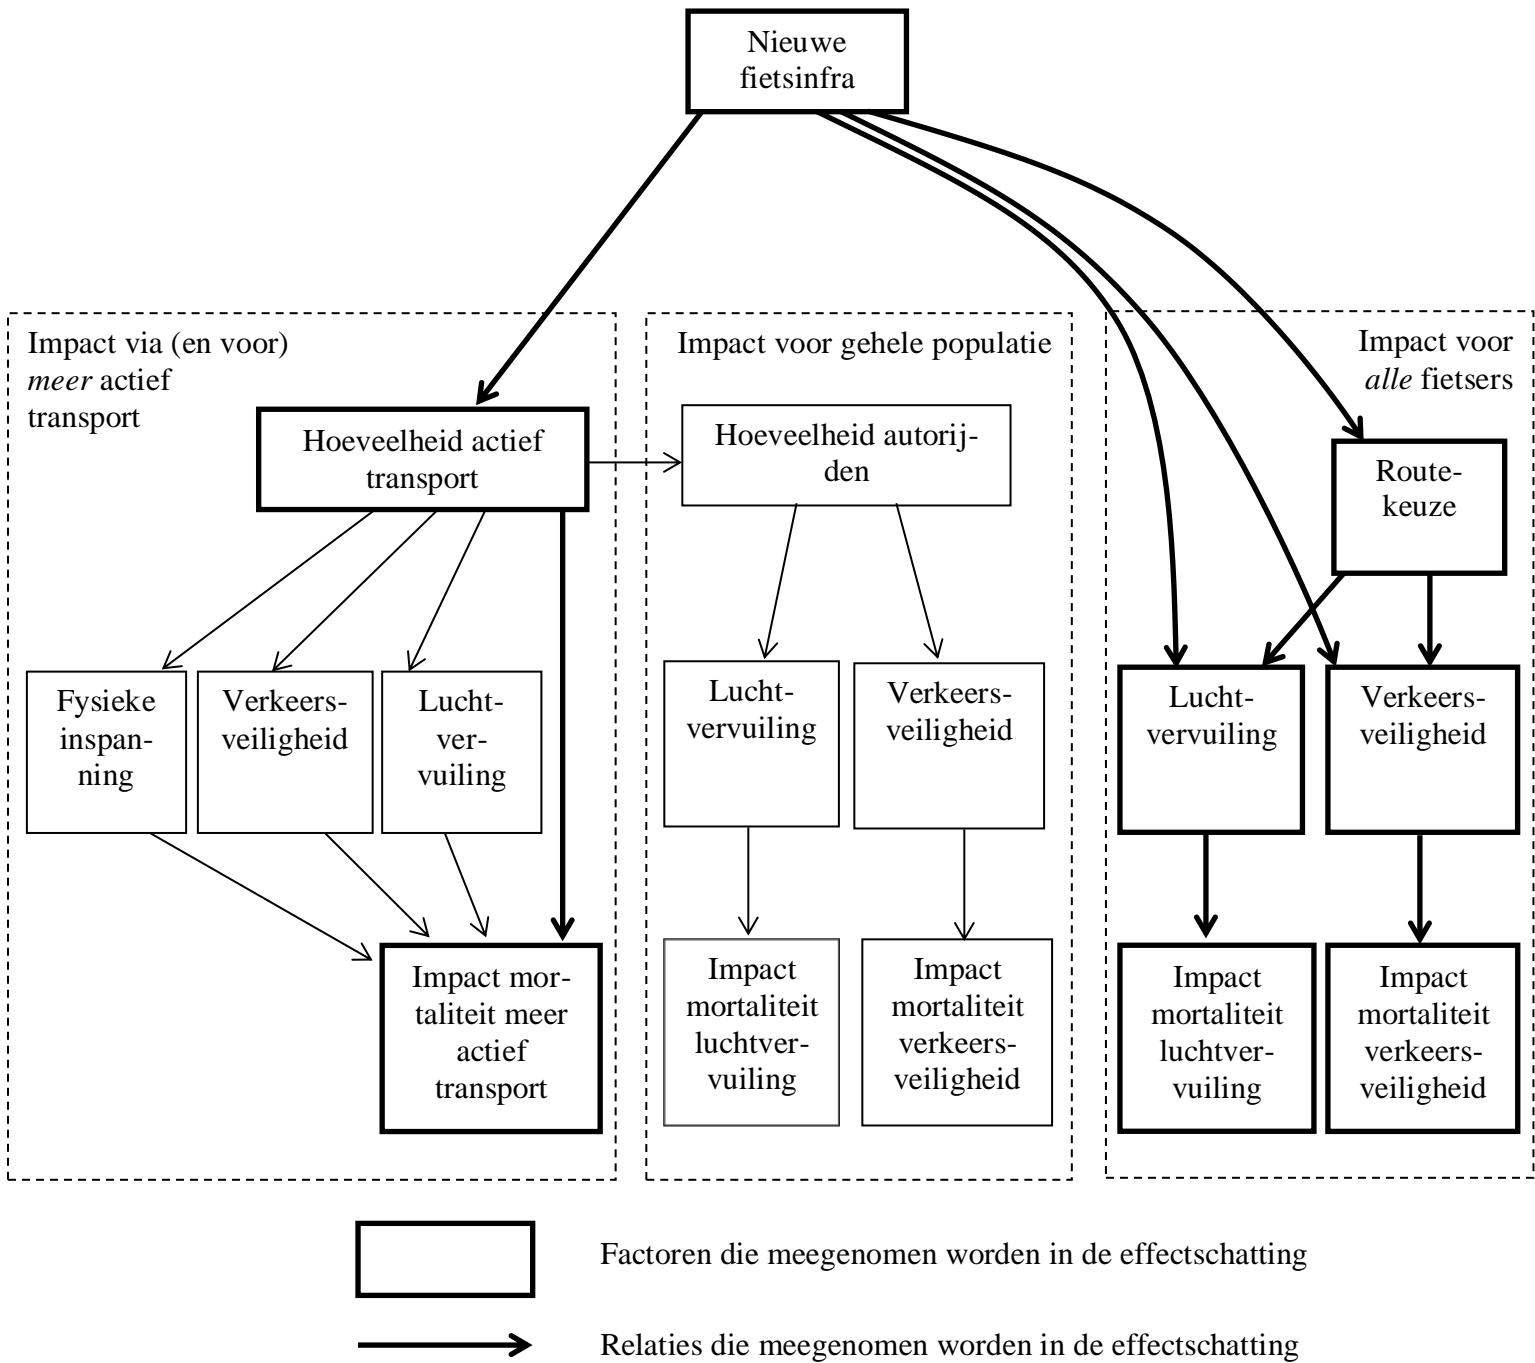 Nieuwe
fietsinfra
Impact via (en voor)
meer actief
transport
Hoeveelheid actief
transport
Fysieke
inspan-
ning
Verkeers-
veiligheid
Lucht-
ver-
vuiling
Impact mor-
taliteit meer
actief
transport
Impact voor gehele populatie
Hoeveelheid autorij-
den
Lucht-
vervuiling
Verkeers-
veiligheid
Impact
mortaliteit
luchtver-
vuiling
Impact
mortaliteit
verkeers-
veiligheid
Impact voor
alle fietsers
Route-
keuze
Lucht-
vervuiling
Verkeers-
veiligheid
Impact
mortaliteit
luchtver-
vuiling
Impact
mortaliteit
verkeers-
veiligheid
Factoren die meegenomen worden in de effectschatting
Relaties die meegenomen worden in de effectschatting